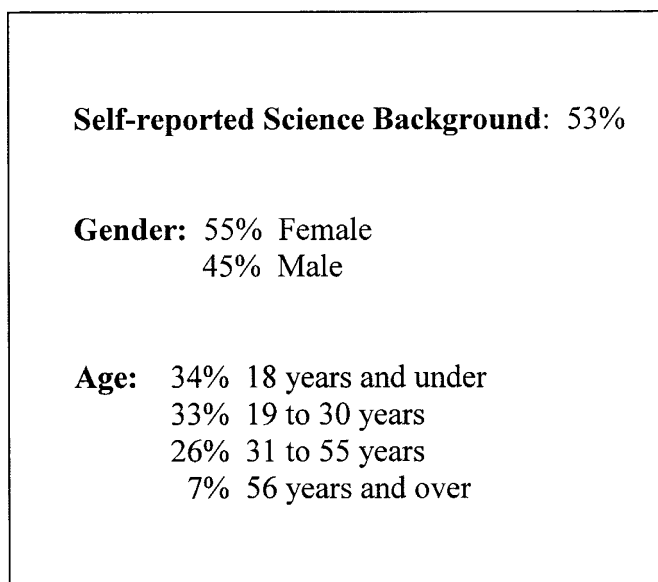 Self-reported Science Background: 53%
Gender: 55% Female
45% Male
Age: 34% 18 years and under
33% 19 to 30 years
26% 31 to 55 years
7% 56 years and over